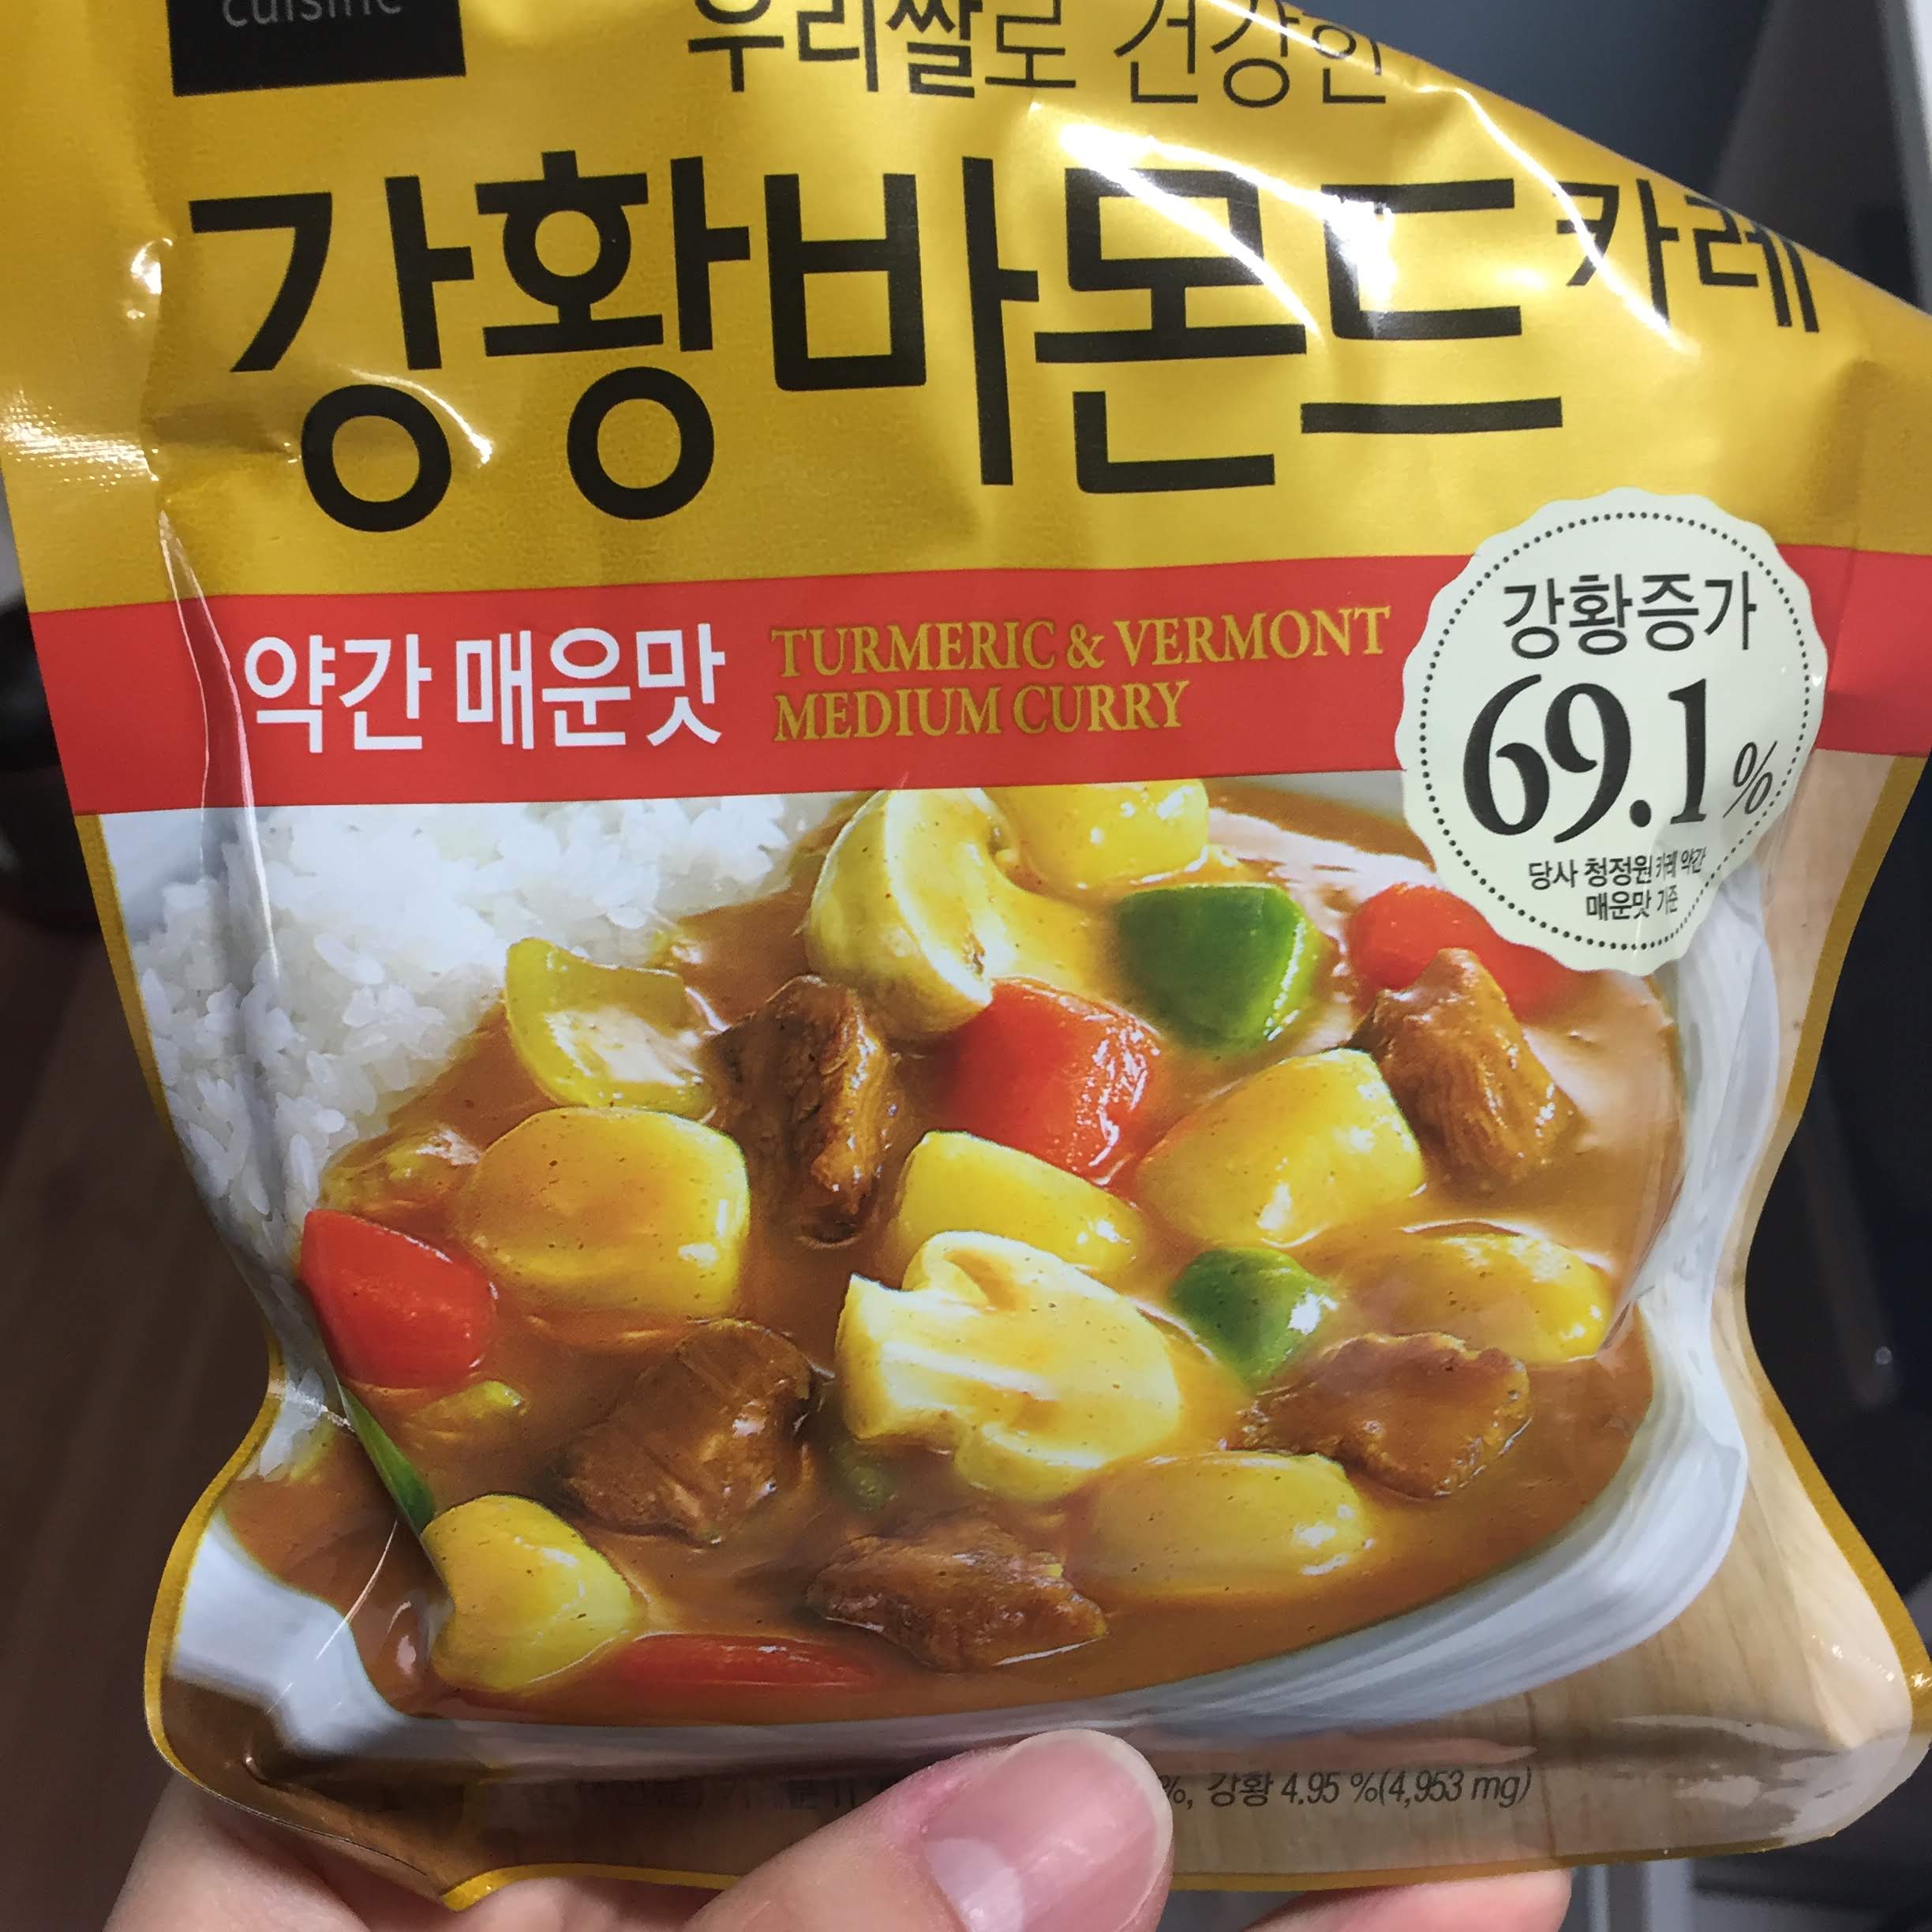 cuisine
우리쌀로 건강한
강황바몬드 카레
약간 매운맛
TURMERIC & VERMONT
MEDIUM CURRY
강황증가
69.1%
당사 청정원 카레 약간
매운맛 기준
%, 강황 4.95 %(4,953 mg)